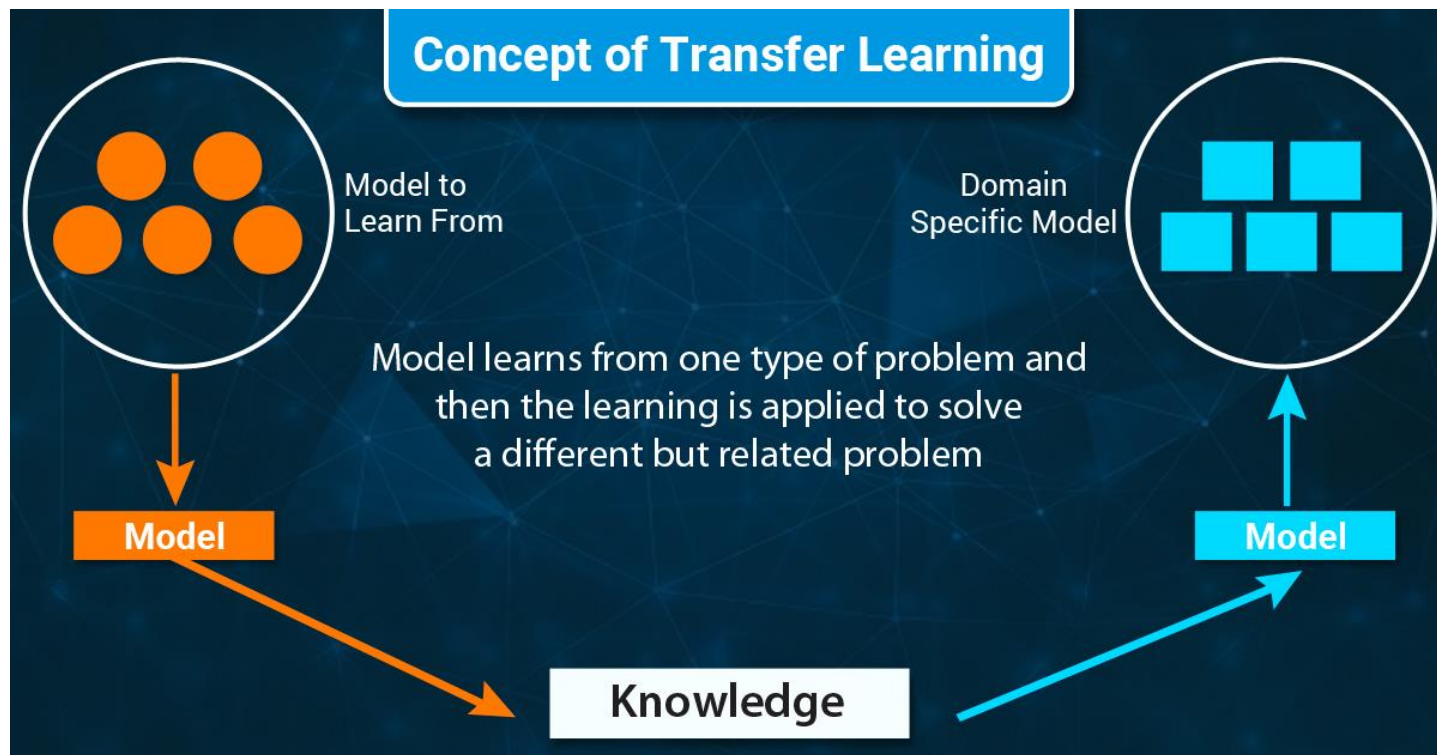 Concept of Transfer Learning
Model to
Learn From
Domain
Specific Model
Model learns from one type of problem and
then the learning is applied to solve
a different but related problem
Model
Model
Knowledge